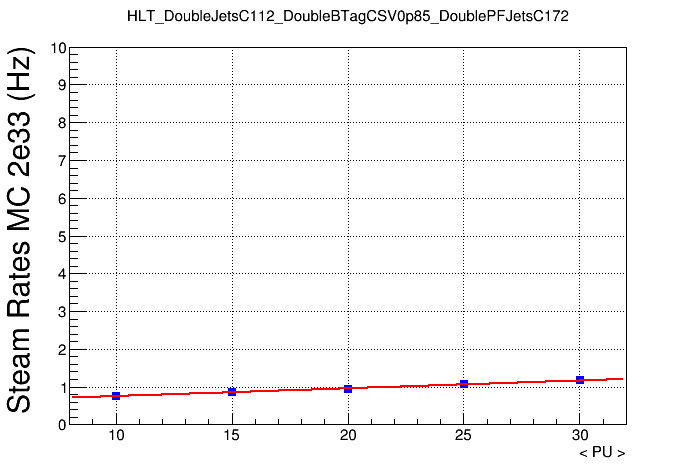 HLT_DoubleJetsC112_DoubleBTagCSV0p85_DoublePFJetsC172
Steam Rates MC 2e33 (Hz)
10
9
8
7
6
5
4
3
2
1
0
10 15 20 25 30
< PU >